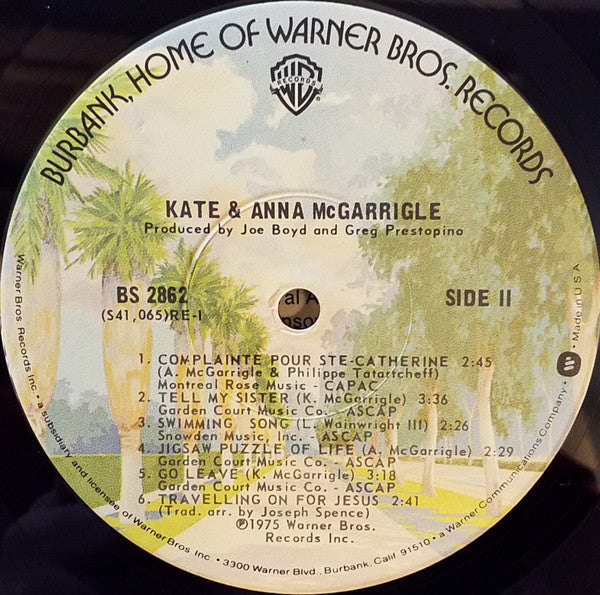 BURBANK, HOME OF WARNER BROS. RECORDS
RECORDS
KATE & ANNA McGARRIGLE
Produced by Joe Boyd and Greg Prestopino
BS 2862
(S41,065)RE-1
SIDE II
1. COMPLAINTE POUR STE-CATHERINE 2:45
(A. McGarrigle & Philippe Tatartcheff)
Montreal Rose Music - CAPAC
2. TELL MY SISTER (K. McGarrigle) 3:36
Garden Court Music Co. - ASCAP
3. SWIMMING SONG (L. Wainwright III) 2:26
Snowden Music, Inc. - ASCAP
4. JIGSAW PUZZLE OF LIFE (A. McGarrigle) 2:29
Garden Court Music Co. - ASCAP
5. GO LEAVE (K. McGarrigle) 3:18
Garden Court Music Co. - ASCAP
6. TRAVELLING ON FOR JESUS 2:41
(Trad. arr. by Joseph Spence)
℗1975 Warner Bros.
Records Inc.
Warner Bros. Records Inc. • a subsidiary and licensee of Warner Bros. Inc. • 3300 Warner Blvd., Burbank, Calif. 91510 • a Warner Communications Company • Made in U S A